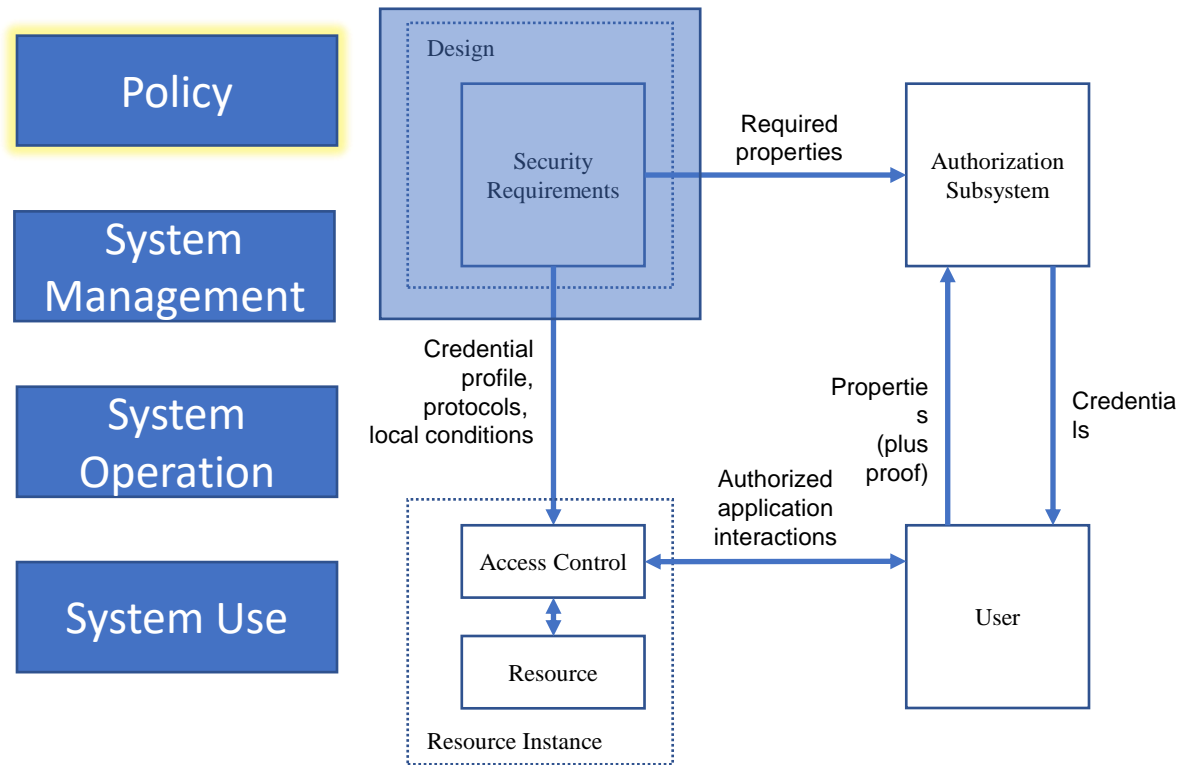 Policy
System
Management
System
Operation
System Use
Design
Security
Requirements
Required
properties
Authorization
Subsystem
Credential
profile,
protocols,
local conditions
Propertie
s
(plus
proof)
Credentia
ls
Authorized
application
interactions
Access Control
User
Resource
Resource Instance